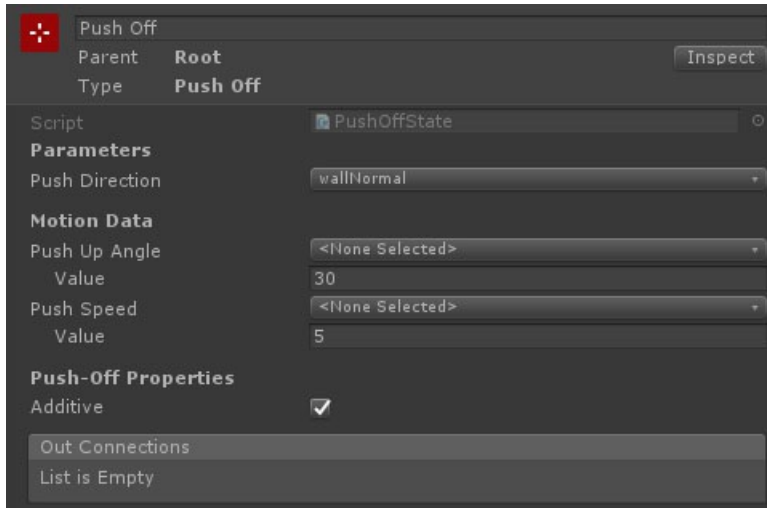 Push Off
Parent Root
Inspect
Type Push Off
Script PushOffState
Parameters
Push Direction wallNormal
Motion Data
Push Up Angle <None Selected>
Value 30
Push Speed <None Selected>
Value 5
Push-Off Properties
Additive
Out Connections
List is Empty